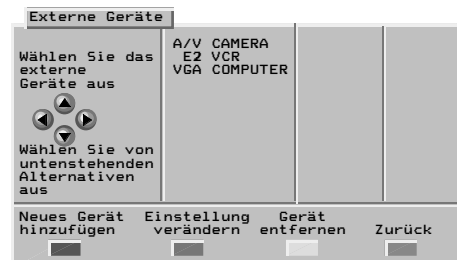 Externe Geräte
Wählen Sie das
externe
Geräte aus
Wählen Sie von
untenstehenden
Alternativen
aus
A/V CAMERA
E2 VCR
VGA COMPUTER
Neues Gerät
hinzufügen
Einstellung
verändern
Gerät
entfernen
Zurück